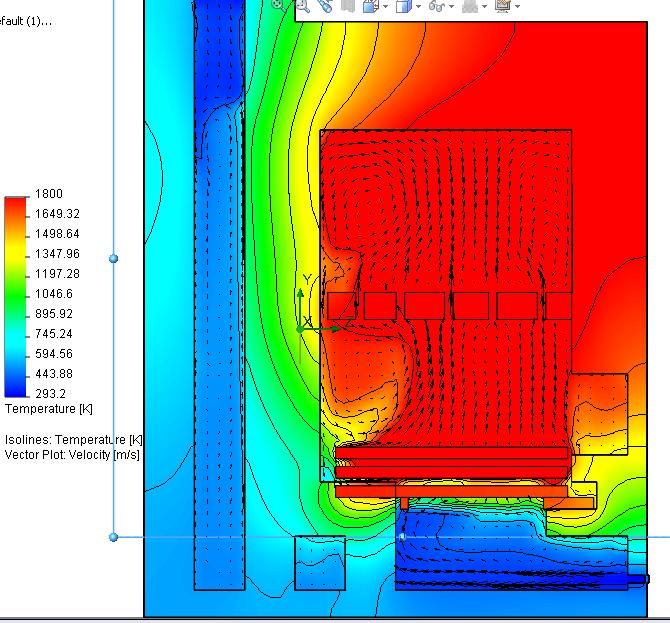 efault (1)...
1800
1649.32
1498.64
1347.96
1197.28
1046.6
895.92
745.24
594.56
443.88
293.2
Temperature [K]
Isolines: Temperature [K]
Vector Plot: Velocity [m/s]
Y
X